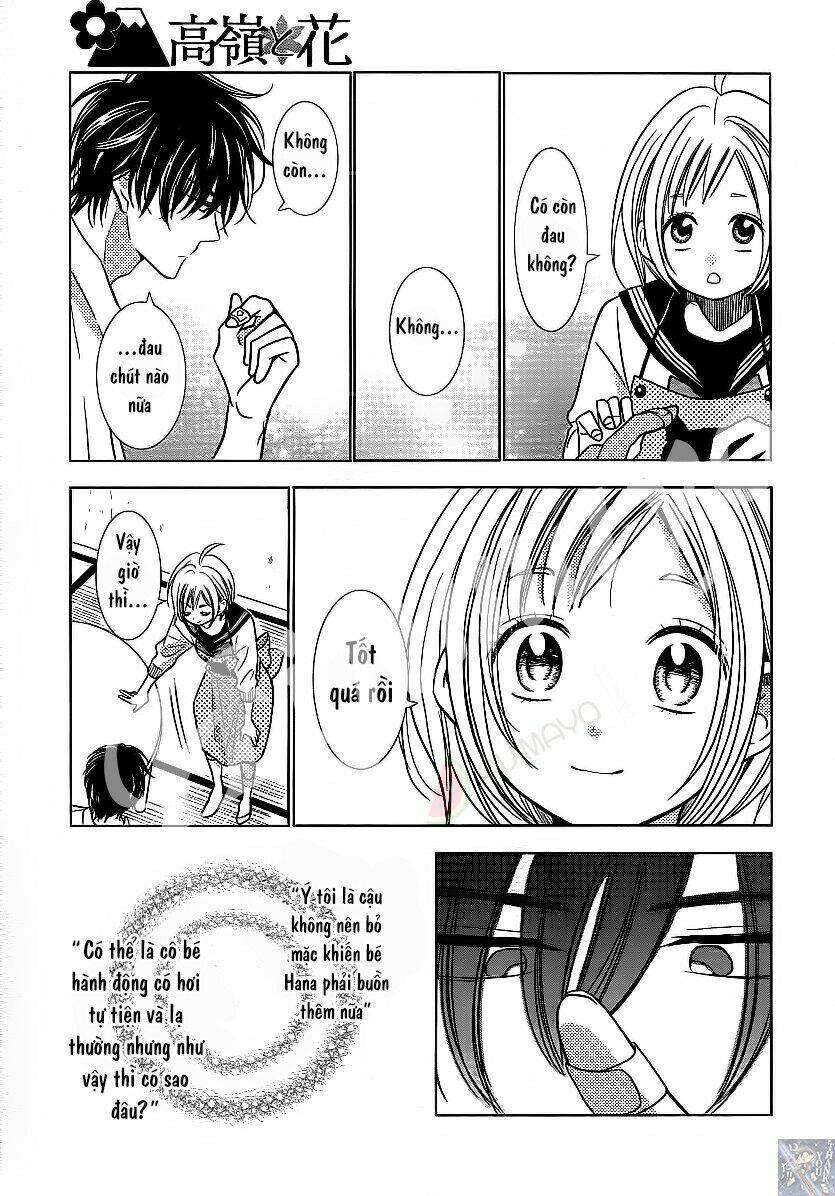 高嶺と花
Có còn
đau
không?
Không...
Không
còn...
...đau
chút nào
nữa
Tốt
quá rồi
Vậy
giờ
thì...
“Ý tôi là cậu
không nên bỏ
mặc khiến bé
Hana phải buồn
thêm nữa”
“Có thể là cô bé
hành động có hơi
tự tiện và lạ
thường nhưng như
vậy thì có sao
đâu?”
UMAYO